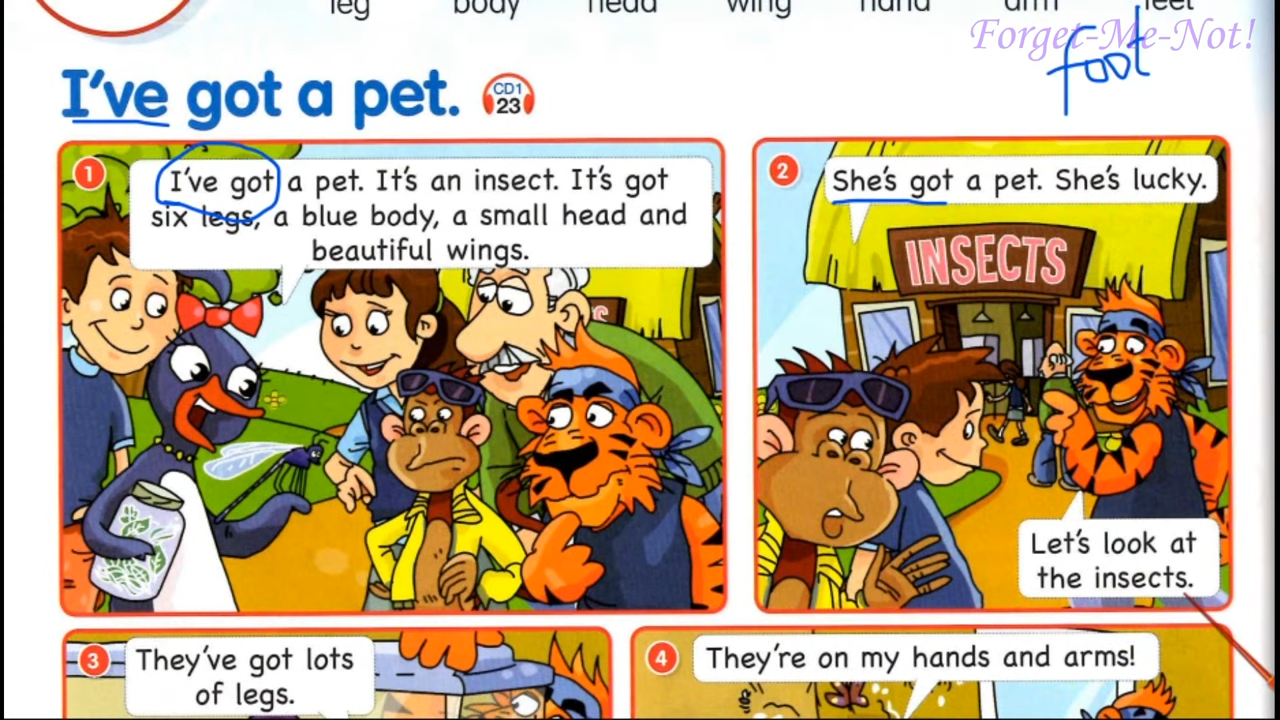 leg body head wing hand arm feet
Forget-Me-Not!
foot
I've got a pet. CD1 23
1
I've got a pet. It's an insect. It's got
six legs, a blue body, a small head and
beautiful wings.
2
She's got a pet. She's lucky.
INSECTS
Let's look at
the insects.
3
They've got lots
of legs.
4
They're on my hands and arms!